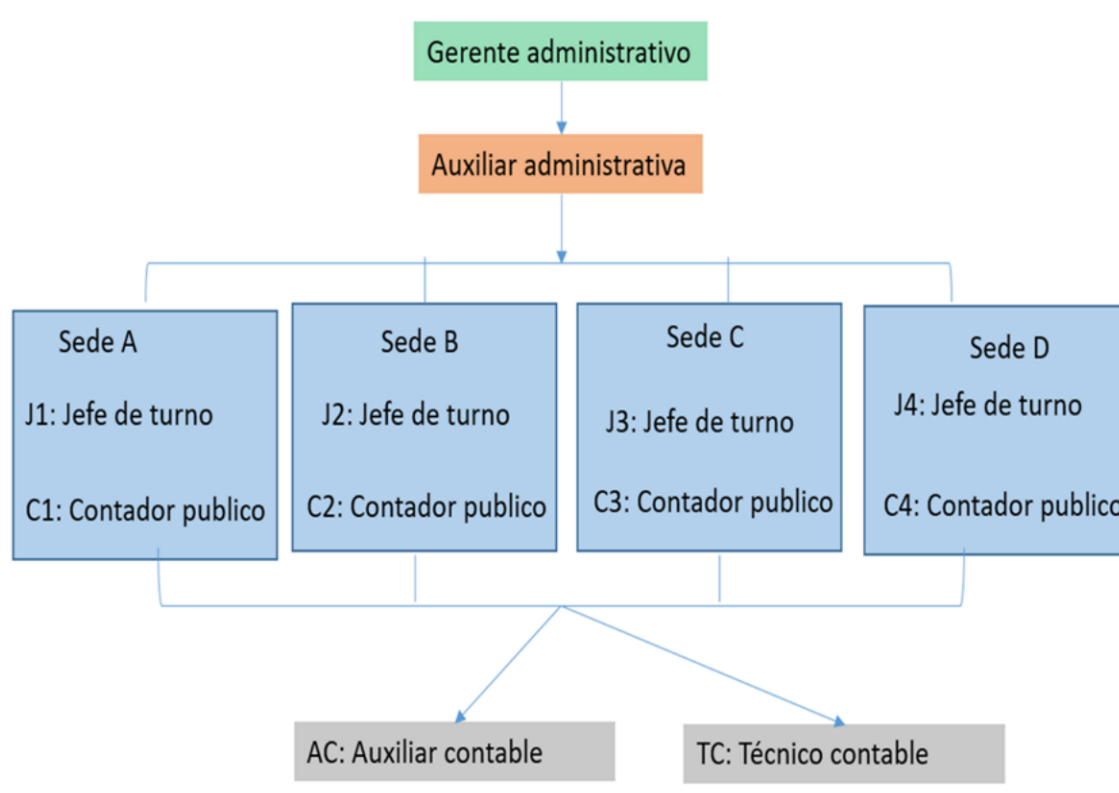 Gerente administrativo
Auxiliar administrativa
Sede A
J1: Jefe de turno
C1: Contador publico
Sede B
J2: Jefe de turno
C2: Contador publico
Sede C
J3: Jefe de turno
C3: Contador publico
Sede D
J4: Jefe de turno
C4: Contador publico
AC: Auxiliar contable
TC: Técnico contable